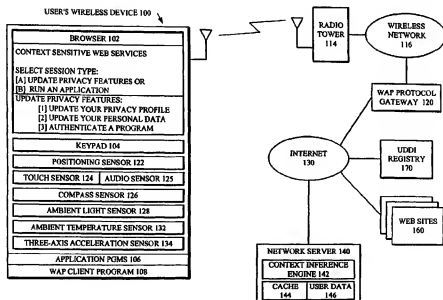 USER'S WIRELESS DEVICE 100
BROWSER 102
CONTEXT SENSITIVE WEB SERVICES
SELECT SESSION TYPE:
[A] UPDATE PRIVACY FEATURES OR
[B] RUN AN APPLICATION
UPDATE PRIVACY FEATURES:
[1] UPDATE YOUR PRIVACY PROFILE
[2] UPDATE YOUR PERSONAL DATA
[3] AUTHENTICATE A PROGRAM
KEYPAD 104
POSITIONING SENSOR 122
TOUCH SENSOR 124 AUDIO SENSOR 125
COMPASS SENSOR 126
AMBIENT LIGHT SENSOR 128
AMBIENT TEMPERATURE SENSOR 132
THREE-AXIS ACCELERATION SENSOR 134
APPLICATION PGMS 106
WAP CLIENT PROGRAM 108
RADIO
TOWER
114
WIRELESS
NETWORK
116
WAP PROTOCOL
GATEWAY 120
INTERNET
130
UDDI
REGISTRY
170
WEB SITES
160
NETWORK SERVER 140
CONTEXT INFERENCE
ENGINE 142
CACHE
144
USER DATA
146